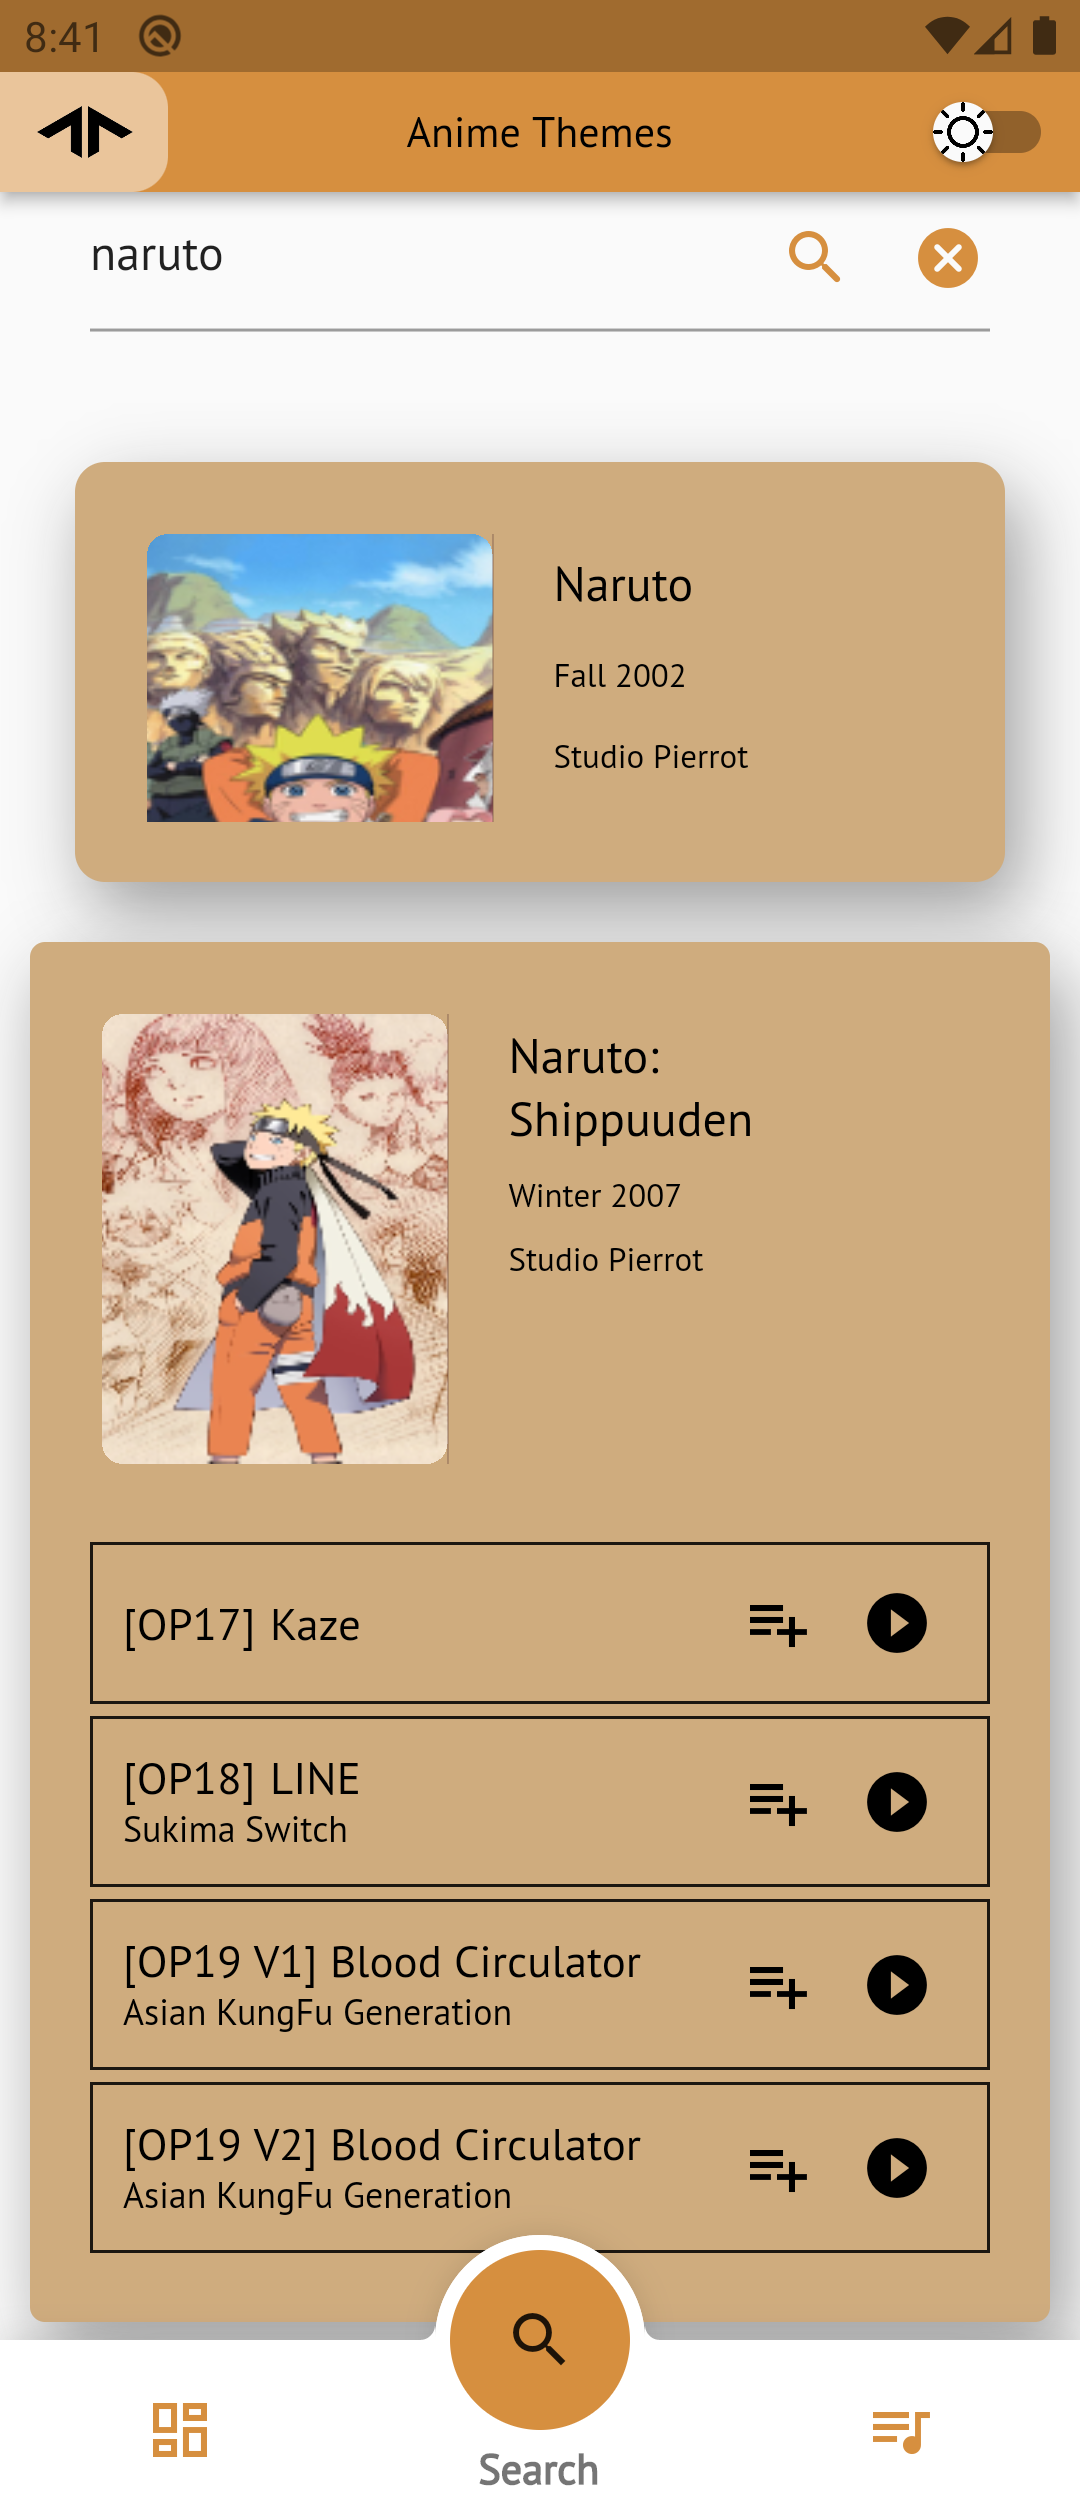 8:41
Anime Themes
naruto
Naruto
Fall 2002
Studio Pierrot
Naruto:
Shippuuden
Winter 2007
Studio Pierrot
[OP17] Kaze
[OP18] LINE
Sukima Switch
[OP19 V1] Blood Circulator
Asian KungFu Generation
[OP19 V2] Blood Circulator
Asian KungFu Generation
Search